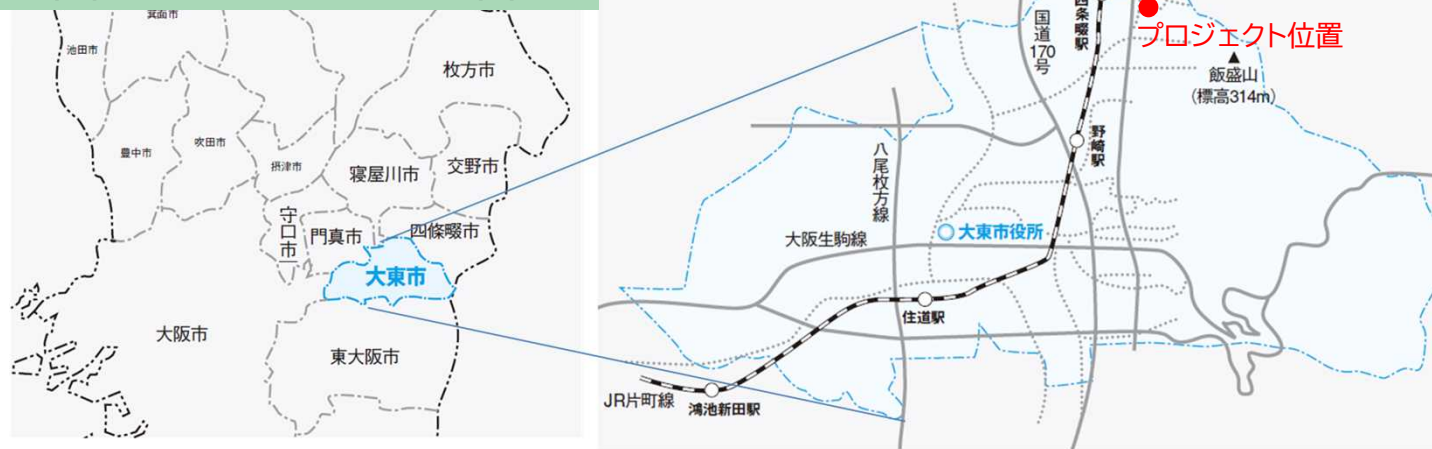 箕面市
池田市
枚方市
豊中市
吹田市
摂津市
寝屋川市
交野市
守口市
門真市
四條畷市
大東市
大阪市
東大阪市
四条畷駅
国道170号
プロジェクト位置
▲
飯盛山
(標高314m)
野崎駅
八尾枚方線
大阪生駒線
大東市役所
住道駅
JR片町線
鴻池新田駅